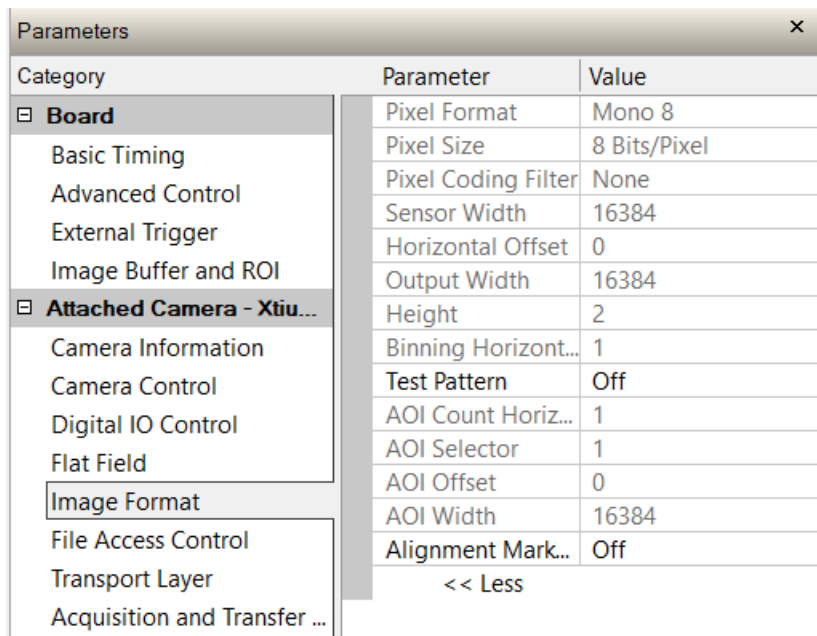 Parameters ×
Category Parameter Value
Board
Basic Timing
Advanced Control
External Trigger
Image Buffer and ROI
Attached Camera - Xtiu...
Camera Information
Camera Control
Digital IO Control
Flat Field
Image Format
File Access Control
Transport Layer
Acquisition and Transfer ...
Pixel Format Mono 8
Pixel Size 8 Bits/Pixel
Pixel Coding Filter None
Sensor Width 16384
Horizontal Offset 0
Output Width 16384
Height 2
Binning Horizont... 1
Test Pattern Off
AOI Count Horiz... 1
AOI Selector 1
AOI Offset 0
AOI Width 16384
Alignment Mark... Off
<< Less